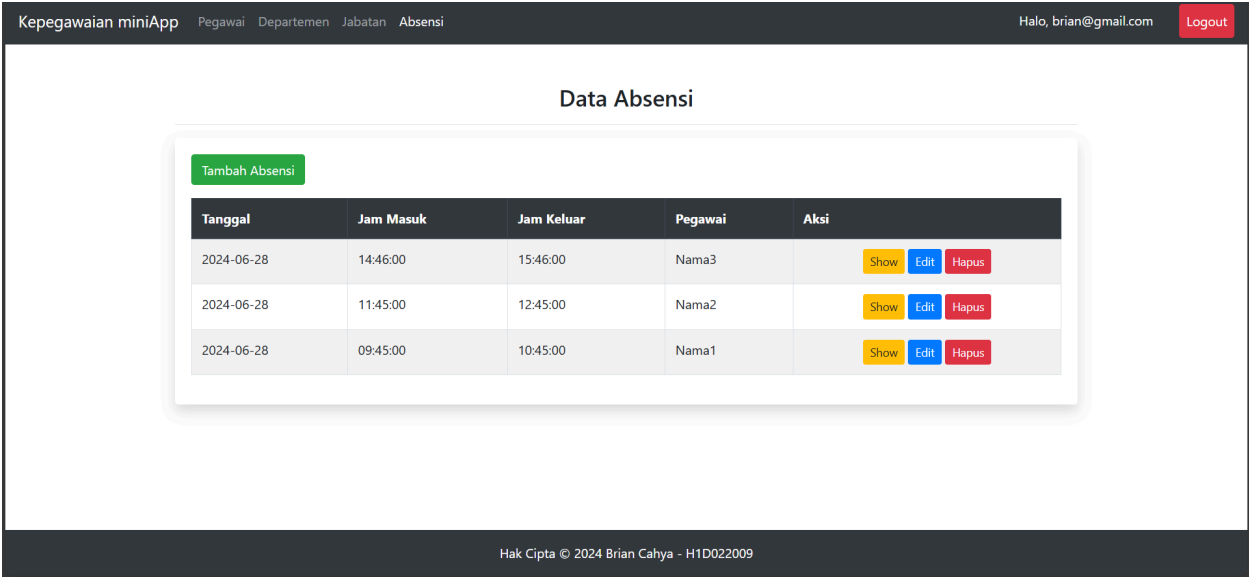 Kepegawaian miniApp Pegawai Departemen Jabatan Absensi Halo, brian@gmail.com Logout
Data Absensi
Tambah Absensi
Tanggal Jam Masuk Jam Keluar Pegawai Aksi
2024-06-28 14:46:00 15:46:00 Nama3 Show Edit Hapus
2024-06-28 11:45:00 12:45:00 Nama2 Show Edit Hapus
2024-06-28 09:45:00 10:45:00 Nama1 Show Edit Hapus
Hak Cipta © 2024 Brian Cahya - H1D022009